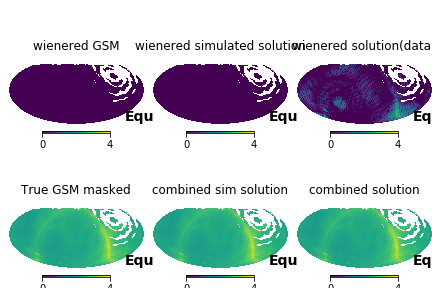 wienered GSM
wienered simulated solution
wienered solution(data
Equ
Equ
Eq
0 4
0 4
0 4
True GSM masked
combined sim solution
combined solution
Equ
Equ
Eq
0 4
0 4
0 4